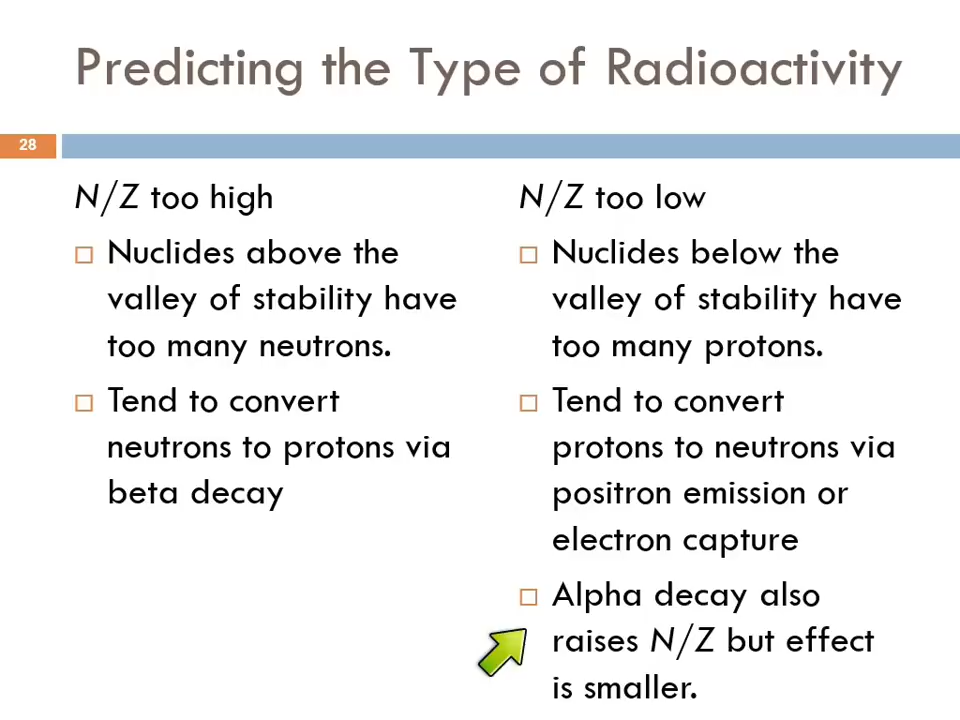 Predicting the Type of Radioactivity
28
N/Z too high
Nuclides above the
valley of stability have
too many neutrons.
Tend to convert
neutrons to protons via
beta decay
N/Z too low
Nuclides below the
valley of stability have
too many protons.
Tend to convert
protons to neutrons via
positron emission or
electron capture
Alpha decay also
raises N/Z but effect
is smaller.